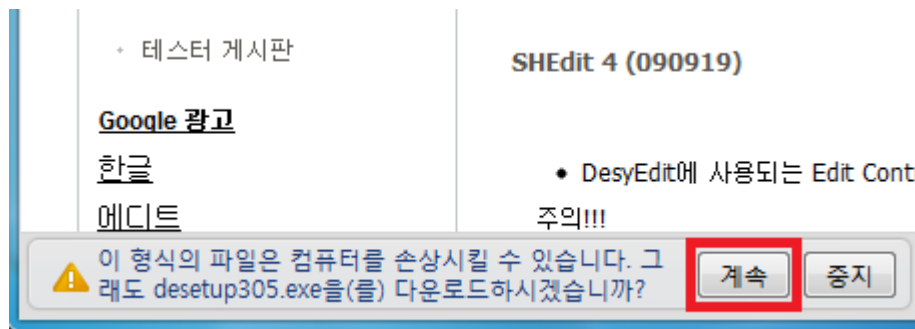 테스터 게시판
SHEdit 4 (090919)
Google 광고
한글
에디트
• DesyEdit에 사용되는 Edit Cont
주의!!!
이 형식의 파일은 컴퓨터를 손상시킬 수 있습니다. 그
래도 desetup305.exe을(를) 다운로드하시겠습니까?
계속
중지